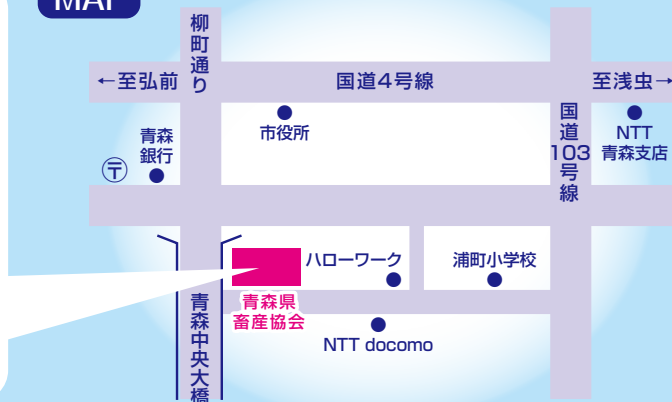 MAP
柳町通り
←至弘前
国道4号線
至浅虫→
市役所
国道103号線
NTT
青森支店
青森
銀行
〒
ハローワーク
浦町小学校
青森県
畜産協会
青森中央大橋
NTT docomo